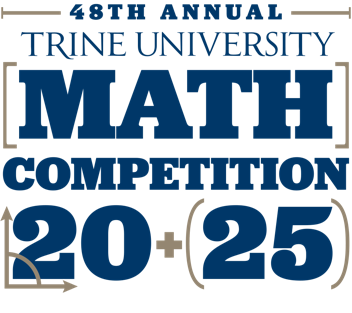 48TH ANNUAL
TRINE UNIVERSITY
[MATH]
COMPETITION
20+(25)